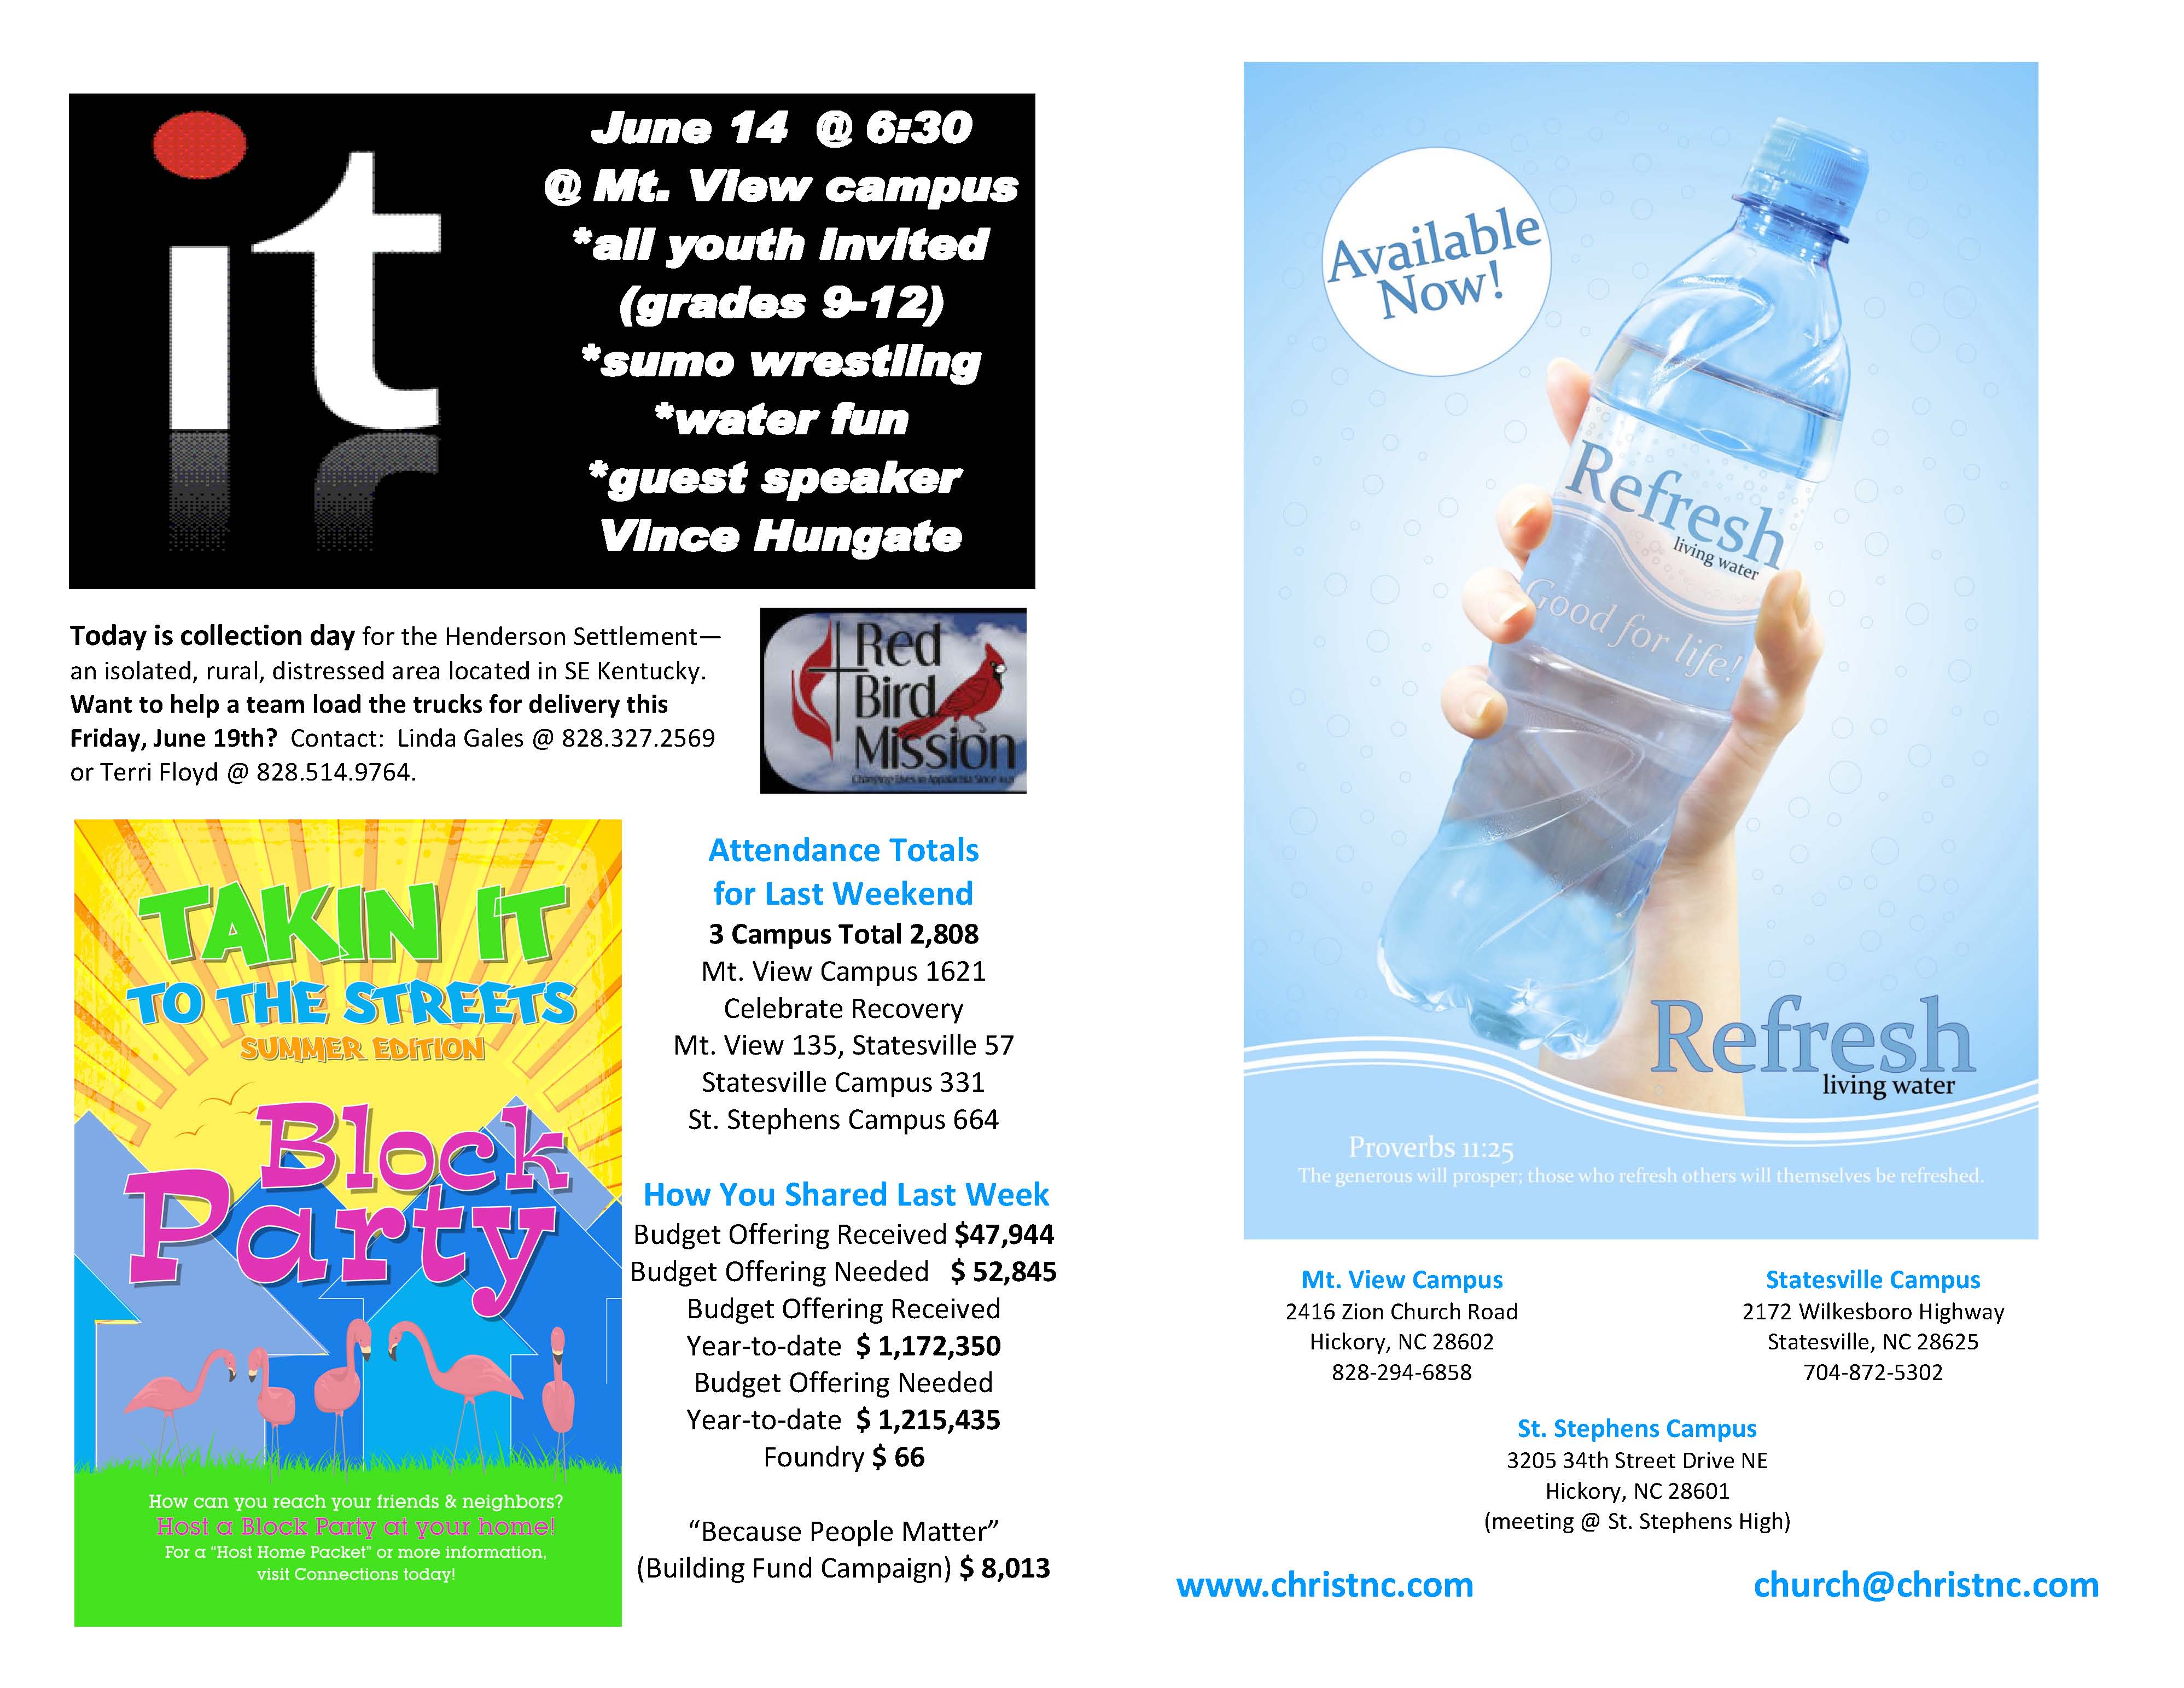 it
June 14 @ 6:30
@ Mt. View campus
*all youth invited
(grades 9-12)
*sumo wrestling
*water fun
*guest speaker
Vince Hungate
Today is collection day for the Henderson Settlement—
an isolated, rural, distressed area located in SE Kentucky.
Want to help a team load the trucks for delivery this
Friday, June 19th? Contact: Linda Gales @ 828.327.2569
or Terri Floyd @ 828.514.9764.
Red
Bird
Mission
Changing Lives in Appalachia Since 1921
TAKIN IT
TO THE STREETS
SUMMER EDITION
Block
Party
How can you reach your friends & neighbors?
Host a Block Party at your home!
For a "Host Home Packet" or more information,
visit Connections today!
Attendance Totals
for Last Weekend
3 Campus Total 2,808
Mt. View Campus 1621
Celebrate Recovery
Mt. View 135, Statesville 57
Statesville Campus 331
St. Stephens Campus 664
How You Shared Last Week
Budget Offering Received $47,944
Budget Offering Needed $ 52,845
Budget Offering Received
Year-to-date $ 1,172,350
Budget Offering Needed
Year-to-date $ 1,215,435
Foundry $ 66
“Because People Matter”
(Building Fund Campaign) $ 8,013
Available
Now!
Refresh
living water
Good for life!
Refresh
living water
Proverbs 11:25
The generous will prosper; those who refresh others will themselves be refreshed.
Mt. View Campus
2416 Zion Church Road
Hickory, NC 28602
828-294-6858
Statesville Campus
2172 Wilkesboro Highway
Statesville, NC 28625
704-872-5302
St. Stephens Campus
3205 34th Street Drive NE
Hickory, NC 28601
(meeting @ St. Stephens High)
www.christnc.com
church@christnc.com